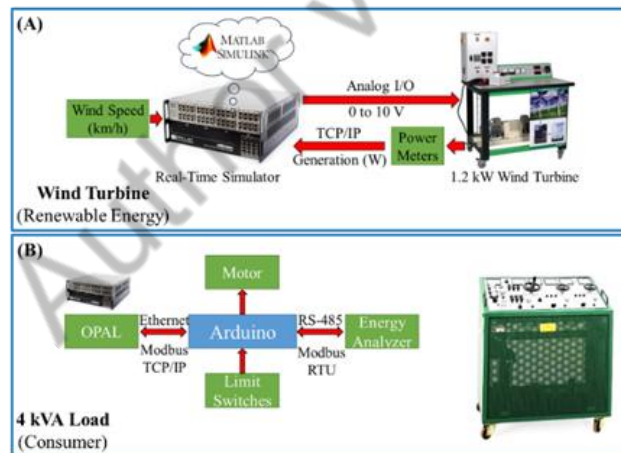 (A)
MATLAB
SIMULINK
Analog I/O
0 to 10 V
Wind Speed
(km/h)
TCP/IP
Generation (W)
Power
Meters
Real-Time Simulator
1.2 kW Wind Turbine
Wind Turbine
(Renewable Energy)
(B)
Motor
Ethernet
RS-485
OPAL
Arduino
Energy
Analyzer
Modbus
TCP/IP
Modbus
RTU
Limit
Switches
4 kVA Load
(Consumer)
Author